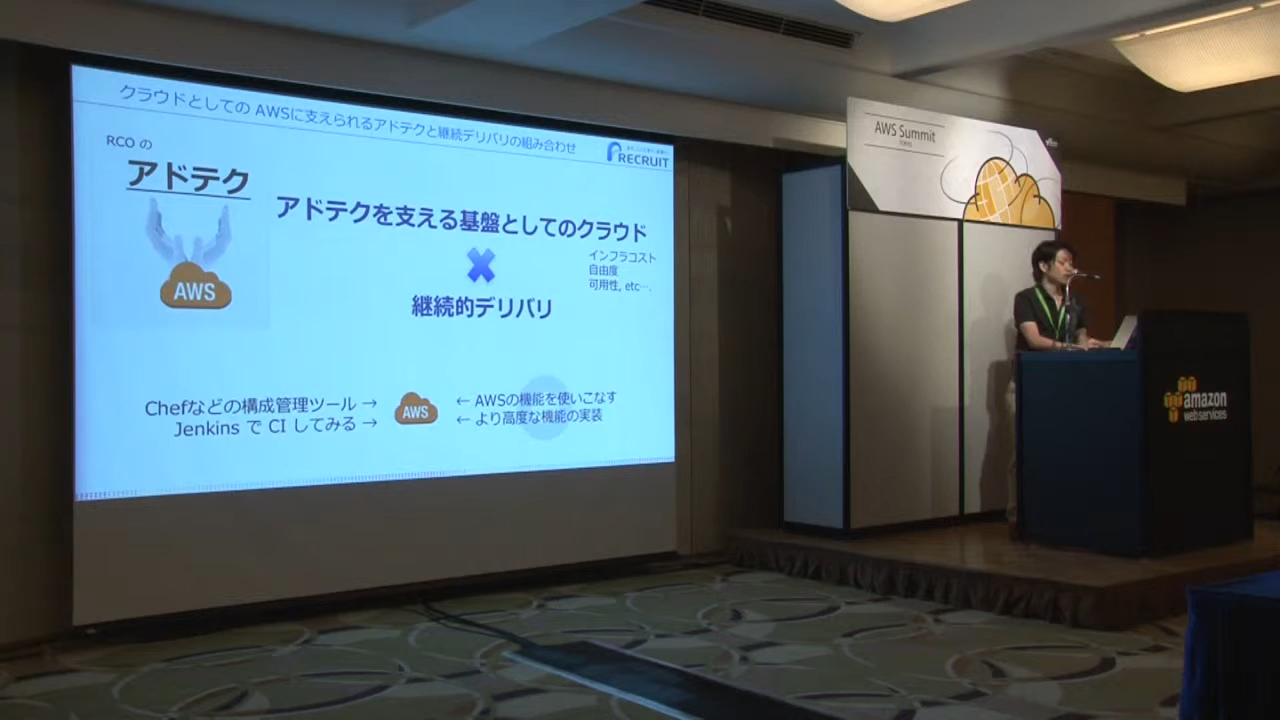 クラウドとしての AWSに支えられるアドテクと継続デリバリの組み合わせ
RECRUIT
RCO の
アドテク
AWS
アドテクを支える基盤としてのクラウド
継続的デリバリ
インフラコスト
自由度
可用性, etc….
Chefなどの構成管理ツール →
Jenkins で CI してみる →
AWS
← AWSの機能を使いこなす
← より高度な機能の実装
AWS Summit
TOKYO
amazon
webservices